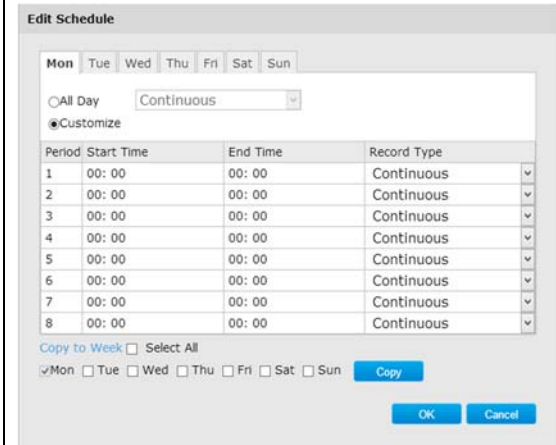 Edit Schedule
Mon Tue Wed Thu Fri Sat Sun
All Day Continuous
Customize
Period Start Time End Time Record Type
1 00: 00 00: 00 Continuous
2 00: 00 00: 00 Continuous
3 00: 00 00: 00 Continuous
4 00: 00 00: 00 Continuous
5 00: 00 00: 00 Continuous
6 00: 00 00: 00 Continuous
7 00: 00 00: 00 Continuous
8 00: 00 00: 00 Continuous
Copy to Week Select All
Mon Tue Wed Thu Fri Sat Sun Copy
OK Cancel